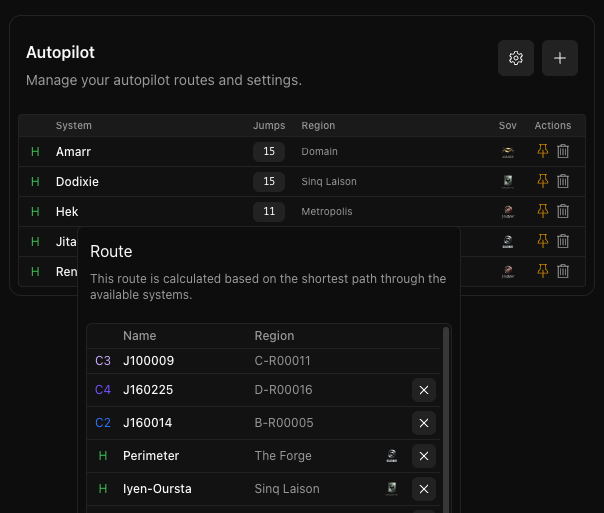 Autopilot
Manage your autopilot routes and settings.
System Jumps Region Sov Actions
H Amarr 15 Domain
H Dodixie 15 Sinq Laison
H Hek 11 Metropolis
H Jita
H Ren
Route
This route is calculated based on the shortest path through the
available systems.
Name Region
C3 J100009 C-R00011
C4 J160225 D-R00016
C2 J160014 B-R00005
H Perimeter The Forge
H Iyen-Oursta Sinq Laison